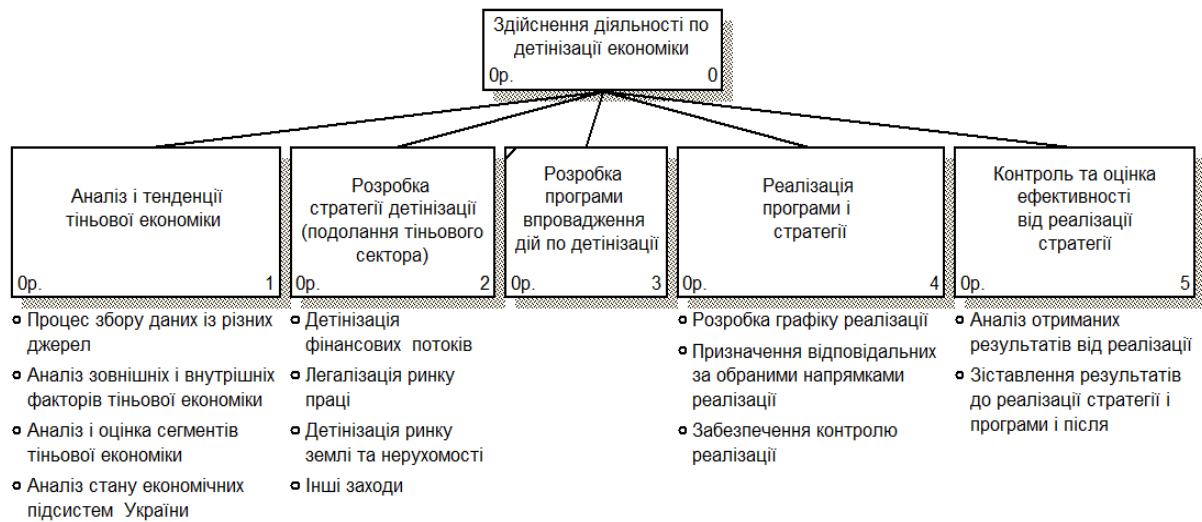 Здійснення діяльності по
детінізації економіки
0р. 0
Аналіз і тенденції
тіньової економіки
0р. 1
Розробка
стратегії детінізації
(подолання тіньового
сектора)
0р. 2
Розробка
програми
впровадження
дій по детінізації
3
Реалізація
програми і
стратегії
0р. 4
Контроль та оцінка
ефективності
від реалізації
стратегії
0р. 5
Процес збору даних із різних
джерел
Аналіз зовнішніх і внутрішніх
факторів тіньової економіки
Аналіз і оцінка сегментів
тіньової економіки
Аналіз стану економічних
підсистем України
Детінізація
фінансових потоків
Легалізація ринку
праці
Детінізація ринку
землі та нерухомості
Інші заходи
Розробка графіку реалізації
Призначення відповідальних
за обраними напрямками
реалізації
Забезпечення контролю
реалізації
Аналіз отриманих
результатів від реалізації
Зіставлення результатів
до реалізації стратегії і
програми і після